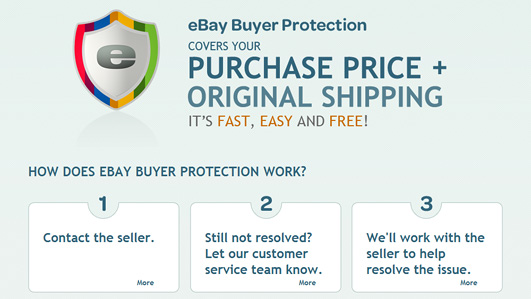 e
eBay Buyer Protection
COVERS YOUR
PURCHASE PRICE +
ORIGINAL SHIPPING
IT'S FAST, EASY AND FREE!
HOW DOES EBAY BUYER PROTECTION WORK?
1
Contact the seller.
More
2
Still not resolved?
Let our customer
service team know.
More
3
We'll work with the
seller to help
resolve the issue.
More